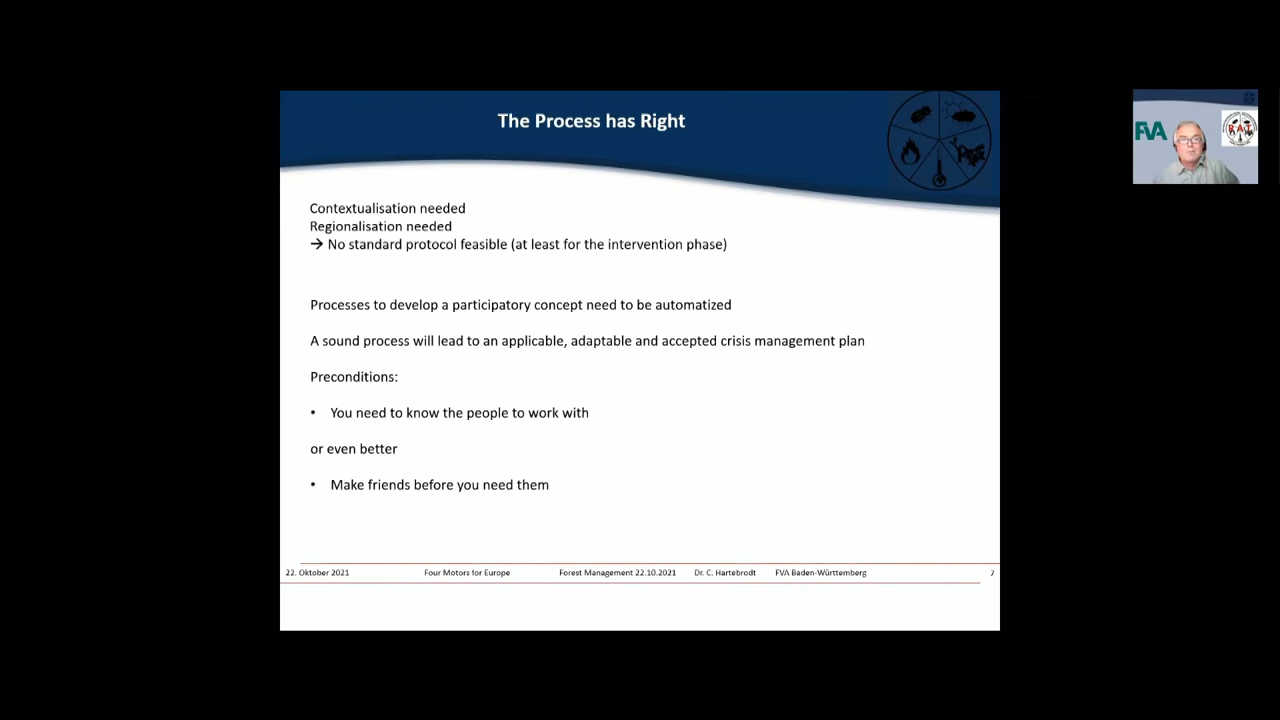 The Process has Right
FVA
Contextualisation needed
Regionalisation needed
→ No standard protocol feasible (at least for the intervention phase)
Processes to develop a participatory concept need to be automatized
A sound process will lead to an applicable, adaptable and accepted crisis management plan
Preconditions:
• You need to know the people to work with
or even better
• Make friends before you need them
22. Oktober 2021 Four Motors for Europe Forest Management 22.10.2021 Dr. C. Hartebrodt FVA Baden-Württemberg 7